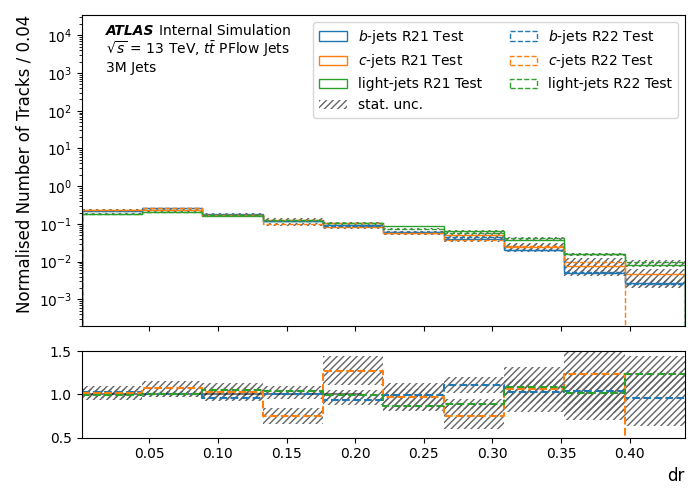 Normalised Number of Tracks / 0.04
10⁴
10³
10²
10¹
10⁰
10⁻¹
10⁻²
10⁻³
ATLAS Internal Simulation
√s = 13 TeV, tt̄ PFlow Jets
3M Jets
b-jets R21 Test
c-jets R21 Test
light-jets R21 Test
stat. unc.
b-jets R22 Test
c-jets R22 Test
light-jets R22 Test
1.5
1.0
0.5
0.05 0.10 0.15 0.20 0.25 0.30 0.35 0.40
dr